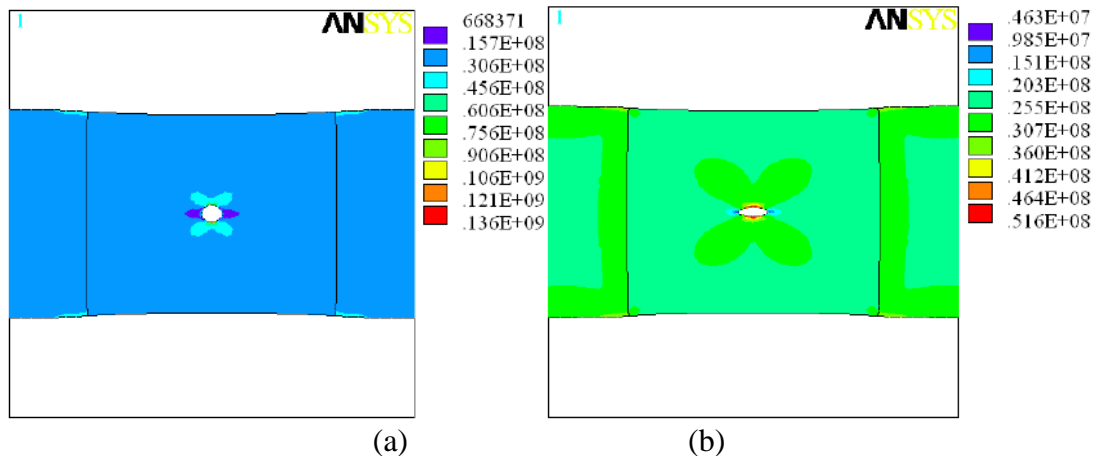 1
ANSYS
668371
.157E+08
.306E+08
.456E+08
.606E+08
.756E+08
.906E+08
.106E+09
.121E+09
.136E+09
(a)
1
ANSYS
.463E+07
.985E+07
.151E+08
.203E+08
.255E+08
.307E+08
.360E+08
.412E+08
.464E+08
.516E+08
(b)